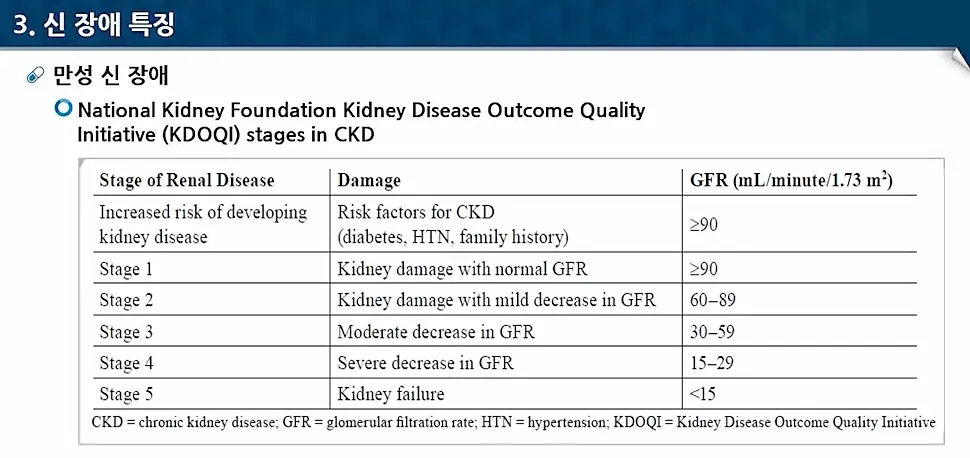 3. 신 장애 특징
만성 신 장애
National Kidney Foundation Kidney Disease Outcome Quality
Initiative (KDOQI) stages in CKD
Stage of Renal Disease Damage GFR (mL/minute/1.73 m²)
Increased risk of developing kidney disease Risk factors for CKD (diabetes, HTN, family history) ≥90
Stage 1 Kidney damage with normal GFR ≥90
Stage 2 Kidney damage with mild decrease in GFR 60–89
Stage 3 Moderate decrease in GFR 30–59
Stage 4 Severe decrease in GFR 15–29
Stage 5 Kidney failure <15
CKD = chronic kidney disease; GFR = glomerular filtration rate; HTN = hypertension; KDOQI = Kidney Disease Outcome Quality Initiative